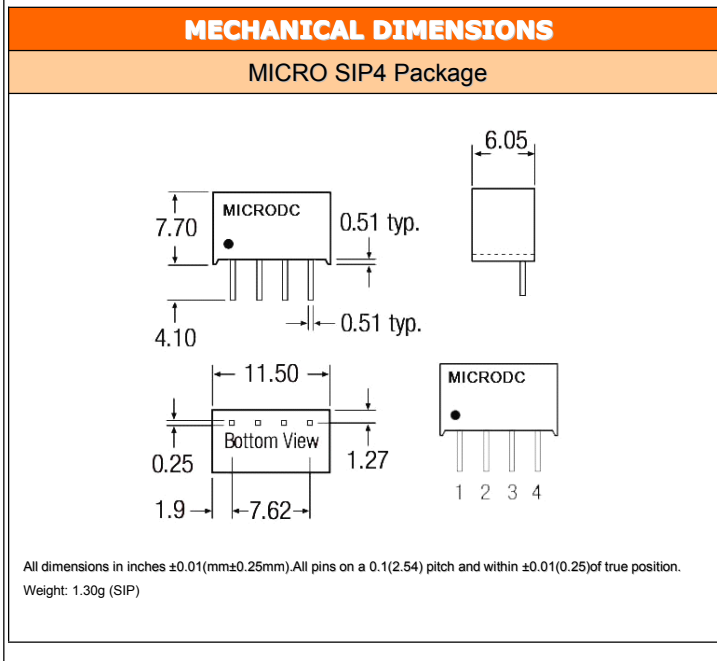 MECHANICAL DIMENSIONS
MICRO SIP4 Package
6.05
MICRODC
7.70
0.51 typ.
4.10
0.51 typ.
11.50
MICRODC
Bottom View
0.25
1.27
1 2 3 4
1.9
7.62
All dimensions in inches ±0.01(mm±0.25mm).All pins on a 0.1(2.54) pitch and within ±0.01(0.25)of true position.
Weight: 1.30g (SIP)